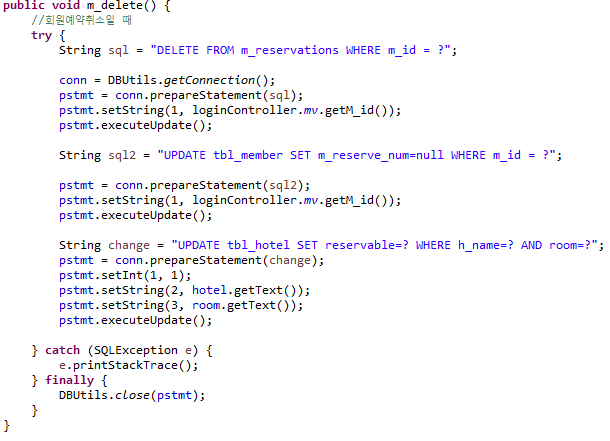 public void m_delete() {
    //회원예약취소일 때
    try {
        String sql = "DELETE FROM m_reservations WHERE m_id = ?";

        conn = DBUtils.getConnection();
        pstmt = conn.prepareStatement(sql);
        pstmt.setString(1, loginController.mv.getM_id());
        pstmt.executeUpdate();

        String sql2 = "UPDATE tbl_member SET m_reserve_num=null WHERE m_id = ?";

        pstmt = conn.prepareStatement(sql2);
        pstmt.setString(1, loginController.mv.getM_id());
        pstmt.executeUpdate();

        String change = "UPDATE tbl_hotel SET reservable=? WHERE h_name=? AND room=?";
        pstmt = conn.prepareStatement(change);
        pstmt.setInt(1, 1);
        pstmt.setString(2, hotel.getText());
        pstmt.setString(3, room.getText());
        pstmt.executeUpdate();

    } catch (SQLException e) {
        e.printStackTrace();
    } finally {
        DBUtils.close(pstmt);
    }
}